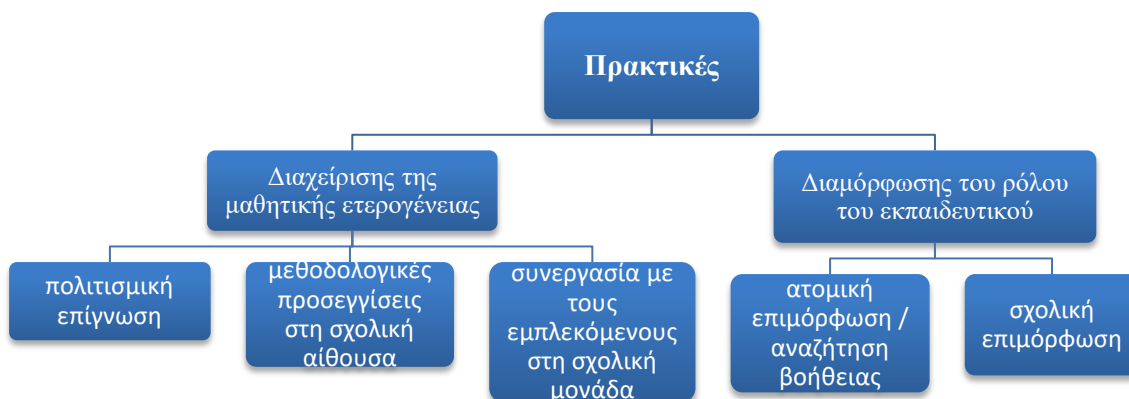 Πρακτικές
Διαχείρισης της
μαθητικής ετερογένειας
Διαμόρφωσης του ρόλου
του εκπαιδευτικού
πολιτισμική
επίγνωση
μεθοδολογικές
προσεγγίσεις
στη σχολική
αίθουσα
συνεργασία με
τους
εμπλεκόμενους
στη σχολική
μονάδα
ατομική
επιμόρφωση /
αναζήτηση
βοήθειας
σχολική
επιμόρφωση